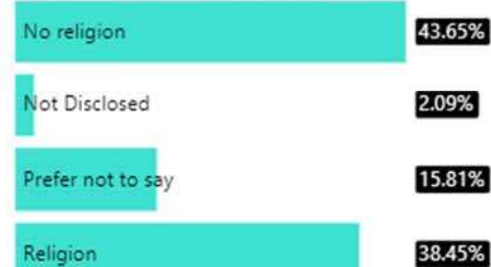 No religion 43.65%
Not Disclosed 2.09%
Prefer not to say 15.81%
Religion 38.45%